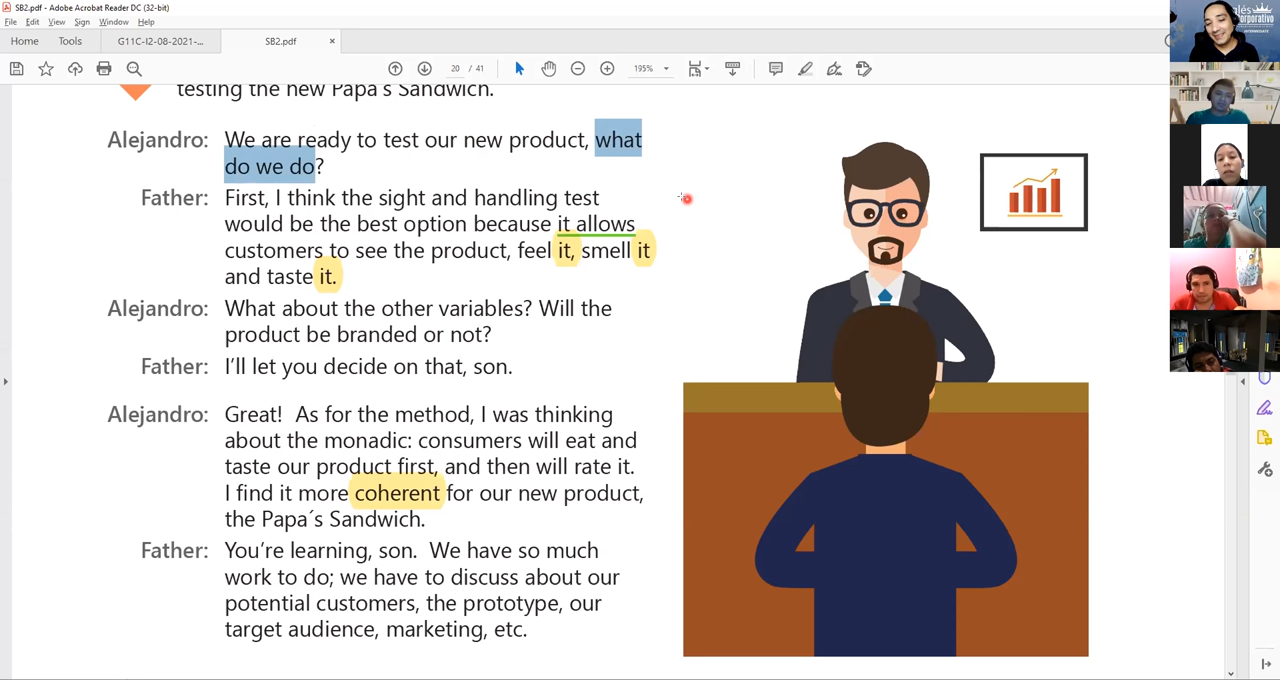 SB2.pdf - Adobe Acrobat Reader DC (32-bit)
File Edit View Sign Window Help
Home Tools G11C-I2-08-2021-... SB2.pdf ×
20 / 41 195%
testing the new Papa's Sandwich.
Alejandro: We are ready to test our new product, what
do we do?
Father: First, I think the sight and handling test
would be the best option because it allows
customers to see the product, feel it, smell it
and taste it.
Alejandro: What about the other variables? Will the
product be branded or not?
Father: I'll let you decide on that, son.
Alejandro: Great! As for the method, I was thinking
about the monadic: consumers will eat and
taste our product first, and then will rate it.
I find it more coherent for our new product,
the Papa´s Sandwich.
Father: You're learning, son. We have so much
work to do; we have to discuss about our
potential customers, the prototype, our
target audience, marketing, etc.